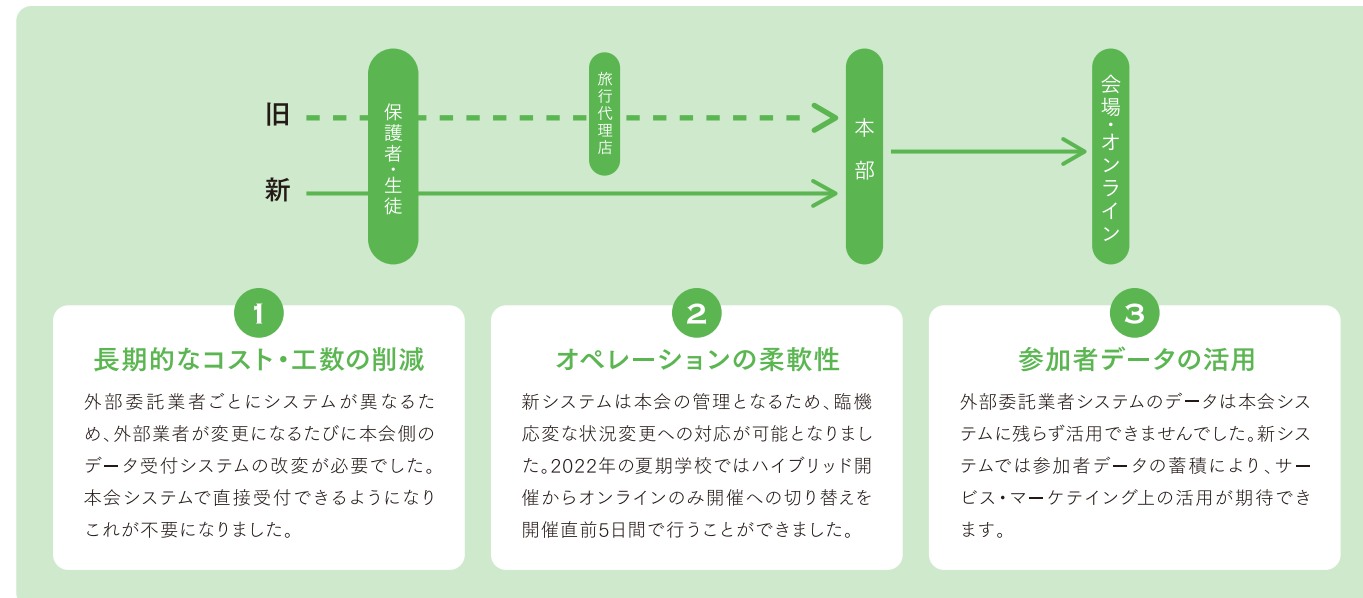 旧
新
保護者・生徒
旅行代理店
本部
会場・オンライン
1
長期的なコスト・工数の削減
外部委託業者ごとにシステムが異なるた
め、外部業者が変更になるたびに本会側の
データ受付システムの改変が必要でした。
本会システムで直接受付できるようになり
これが不要になりました。
2
オペレーションの柔軟性
新システムは本会の管理となるため、臨機
応変な状況変更への対応が可能となりまし
た。2022年の夏期学校ではハイブリッド開
催からオンラインのみ開催への切り替えを
開催直前5日間で行うことができました。
3
参加者データの活用
外部委託業者システムのデータは本会シス
テムに残らず活用できませんでした。新シス
テムでは参加者データの蓄積により、サー
ビス・マーケテイング上の活用が期待でき
ます。